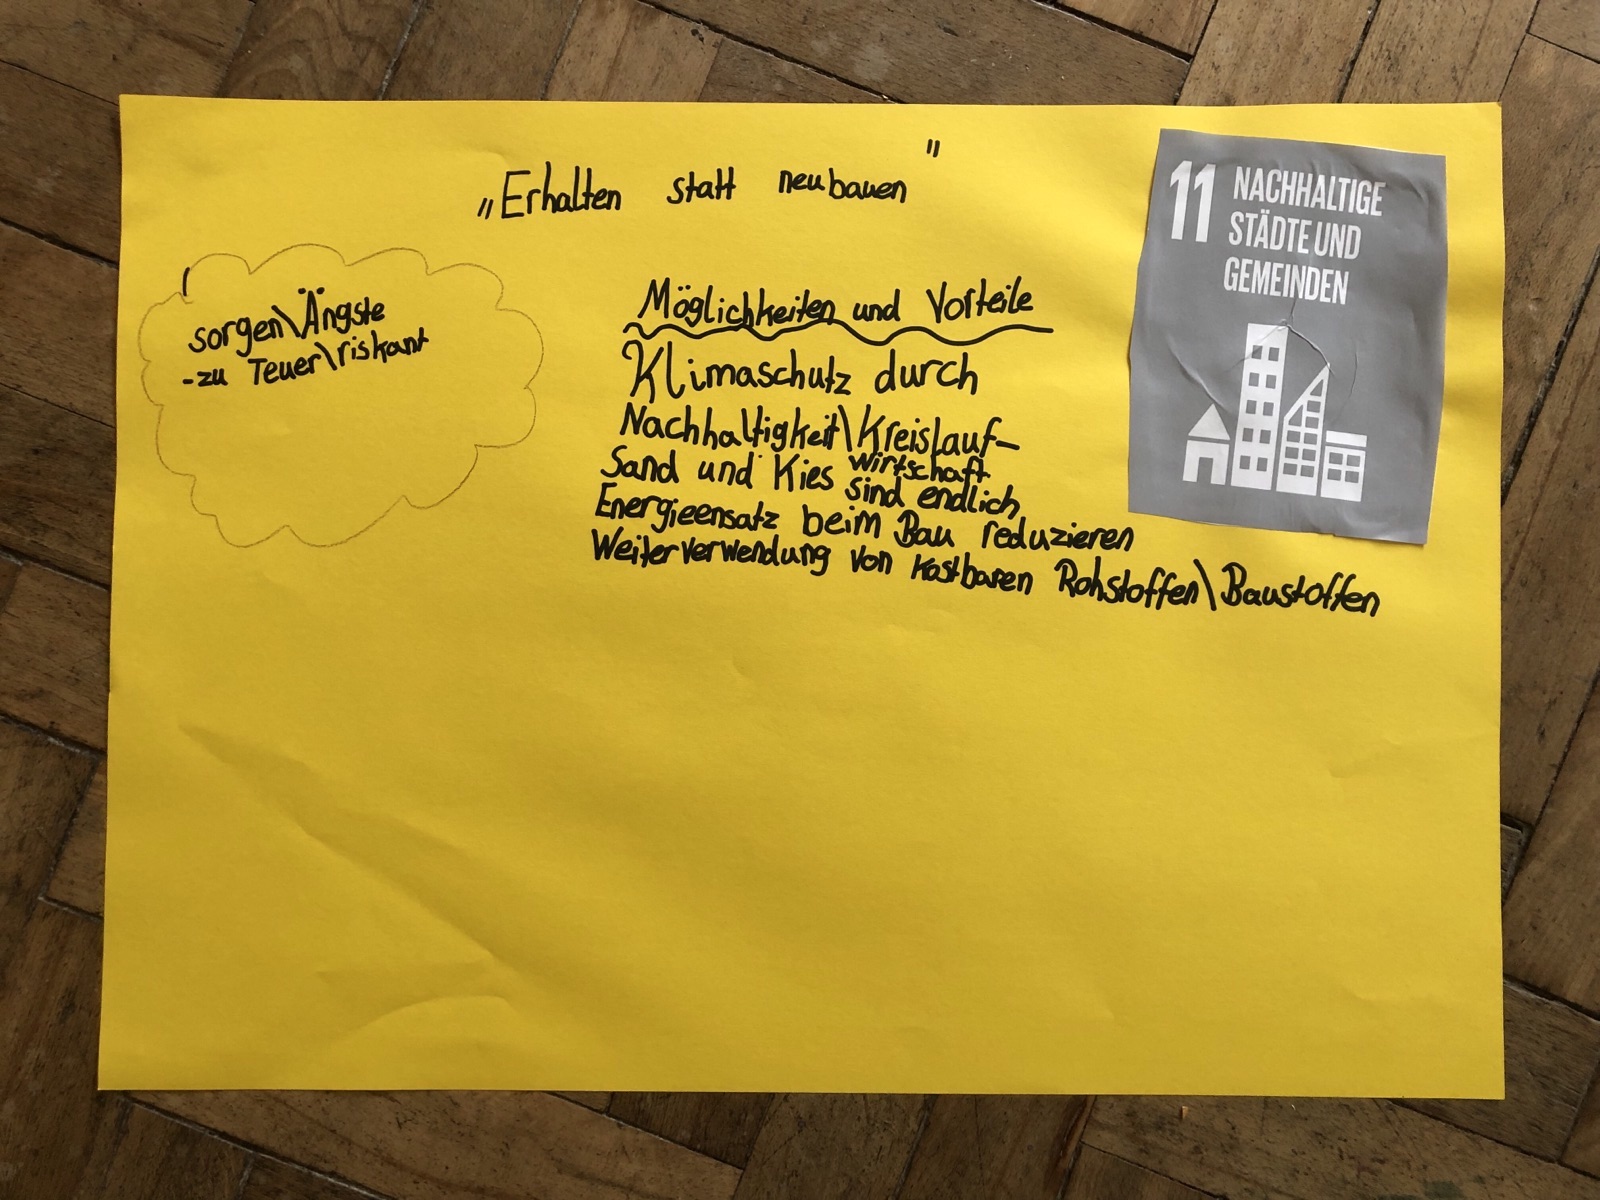 „Erhalten statt neubauen"
sorgen\Ängste
-zu Teuer\riskant
Möglichkeiten und Vorteile
Klimaschutz durch
Nachhaltigkeit\Kreislauf-
wirtschaft
Sand und Kies sind endlich
Energieensatz beim Bau reduzieren
Weiterverwendung von kostbaren Rohstoffen\Baustoffen
11 NACHHALTIGE
STÄDTE UND
GEMEINDEN